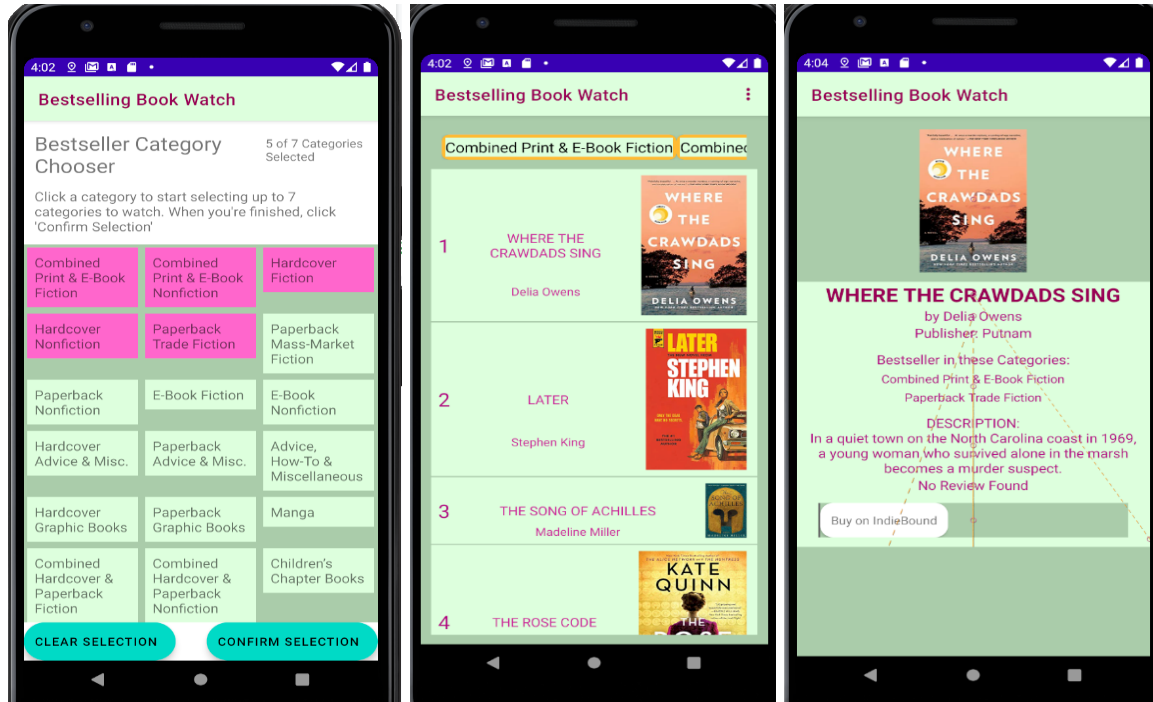 4:02
Bestselling Book Watch
Bestseller Category
Chooser
5 of 7 Categories
Selected
Click a category to start selecting up to 7
categories to watch. When you're finished, click
'Confirm Selection'
Combined
Print & E-Book
Fiction
Combined
Print & E-Book
Nonfiction
Hardcover
Fiction
Hardcover
Nonfiction
Paperback
Trade Fiction
Paperback
Mass-Market
Fiction
Paperback
Nonfiction
E-Book Fiction
E-Book
Nonfiction
Hardcover
Advice & Misc.
Paperback
Advice & Misc.
Advice,
How-To &
Miscellaneous
Hardcover
Graphic Books
Paperback
Graphic Books
Manga
Combined
Hardcover &
Paperback
Fiction
Combined
Hardcover &
Paperback
Nonfiction
Children's
Chapter Books
CLEAR SELECTION
CONFIRM SELECTION
4:02
Bestselling Book Watch
Combined Print & E-Book Fiction
Combined
1
WHERE THE
CRAWDADS SING
Delia Owens
WHERE
THE
CRAWDADS
SING
DELIA OWENS
2
LATER
Stephen King
LATER
STEPHEN
KING
3
THE SONG OF ACHILLES
Madeline Miller
THE SONG OF
ACHILLES
4
THE ROSE CODE
KATE
QUINN
THE
4:04
Bestselling Book Watch
WHERE
THE
CRAWDADS
SING
DELIA OWENS
WHERE THE CRAWDADS SING
by Delia Owens
Publisher: Putnam
Bestseller in these Categories:
Combined Print & E-Book Fiction
Paperback Trade Fiction
DESCRIPTION:
In a quiet town on the North Carolina coast in 1969,
a young woman who survived alone in the marsh
becomes a murder suspect.
No Review Found
Buy on IndieBound